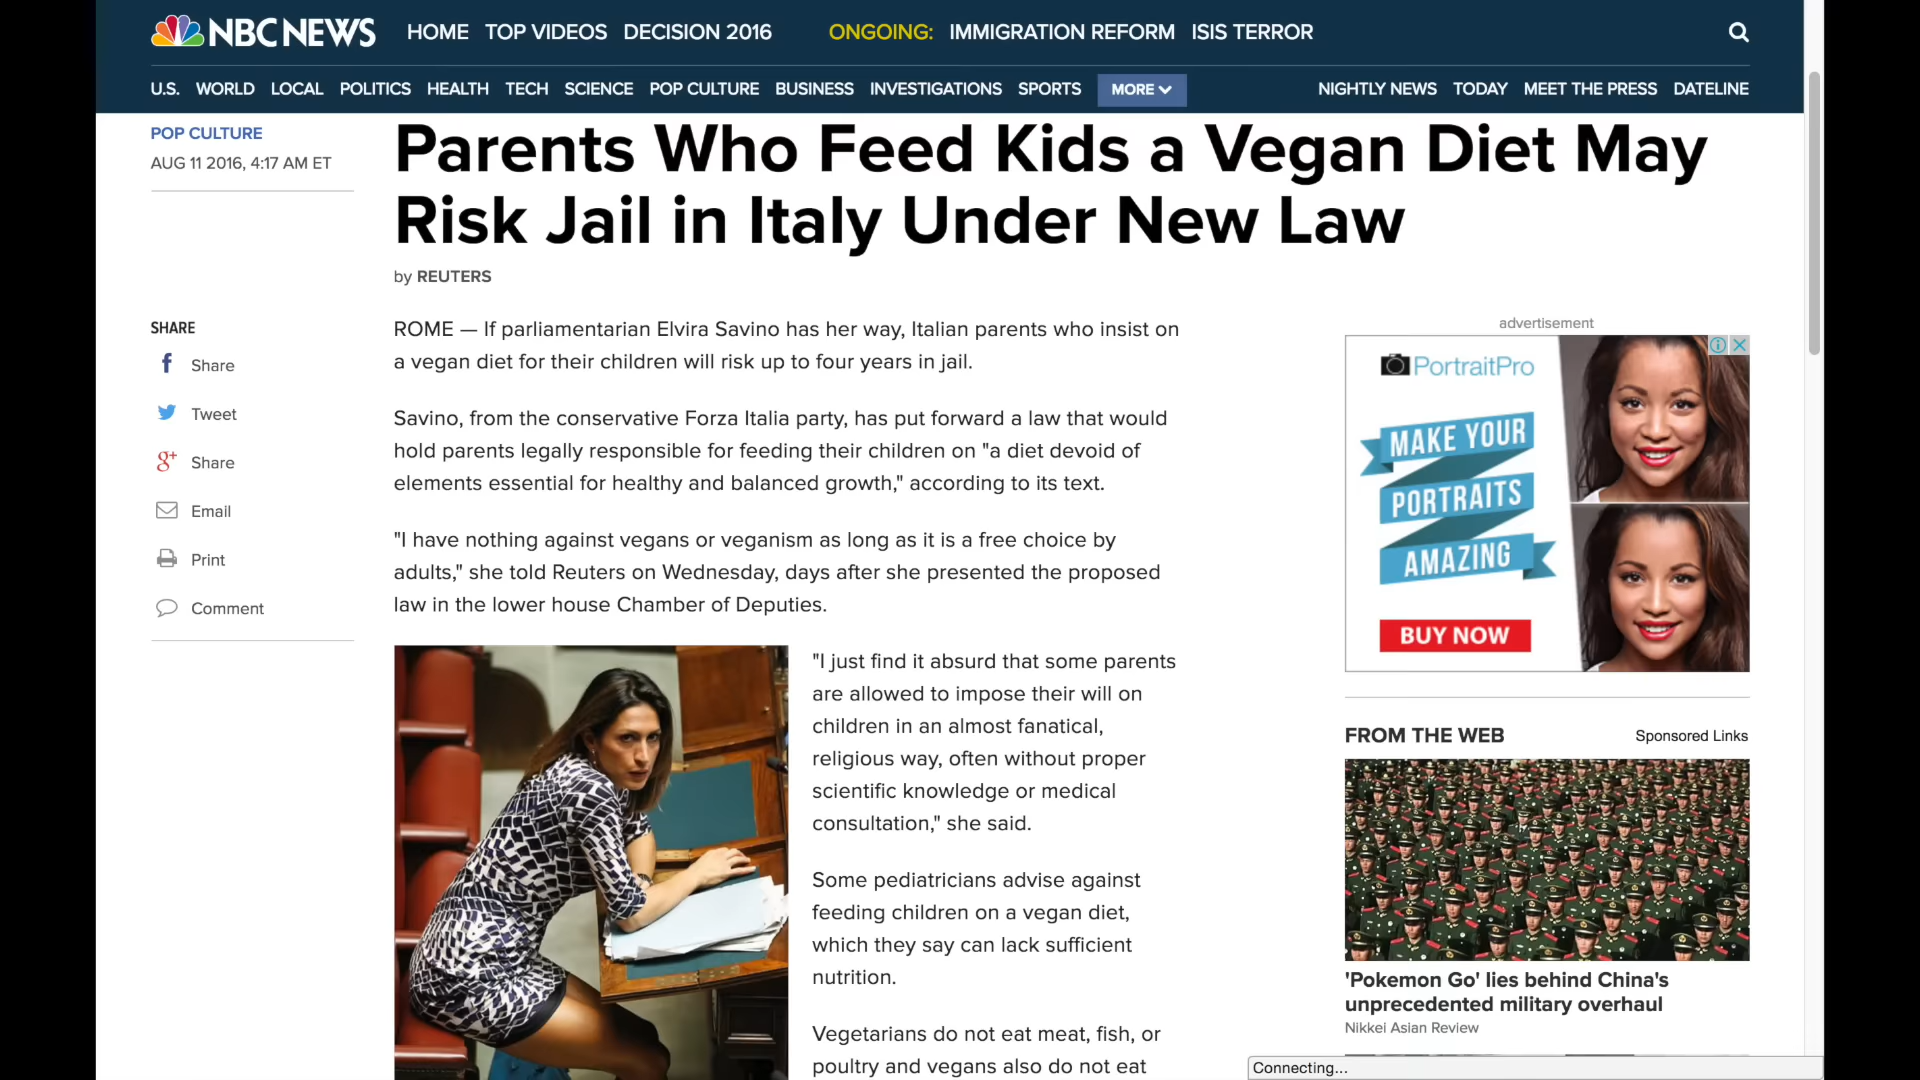 NBC NEWS HOME TOP VIDEOS DECISION 2016 ONGOING: IMMIGRATION REFORM ISIS TERROR
U.S. WORLD LOCAL POLITICS HEALTH TECH SCIENCE POP CULTURE BUSINESS INVESTIGATIONS SPORTS MORE NIGHTLY NEWS TODAY MEET THE PRESS DATELINE
POP CULTURE
AUG 11 2016, 4:17 AM ET
Parents Who Feed Kids a Vegan Diet May
Risk Jail in Italy Under New Law
by REUTERS
SHARE
f Share
Tweet
g+ Share
Email
Print
Comment
ROME — If parliamentarian Elvira Savino has her way, Italian parents who insist on
a vegan diet for their children will risk up to four years in jail.
Savino, from the conservative Forza Italia party, has put forward a law that would
hold parents legally responsible for feeding their children on "a diet devoid of
elements essential for healthy and balanced growth," according to its text.
"I have nothing against vegans or veganism as long as it is a free choice by
adults," she told Reuters on Wednesday, days after she presented the proposed
law in the lower house Chamber of Deputies.
"I just find it absurd that some parents
are allowed to impose their will on
children in an almost fanatical,
religious way, often without proper
scientific knowledge or medical
consultation," she said.
Some pediatricians advise against
feeding children on a vegan diet,
which they say can lack sufficient
nutrition.
Vegetarians do not eat meat, fish, or
poultry and vegans also do not eat
advertisement
PortraitPro
MAKE YOUR
PORTRAITS
AMAZING
BUY NOW
FROM THE WEB Sponsored Links
'Pokemon Go' lies behind China's
unprecedented military overhaul
Nikkei Asian Review
Connecting...